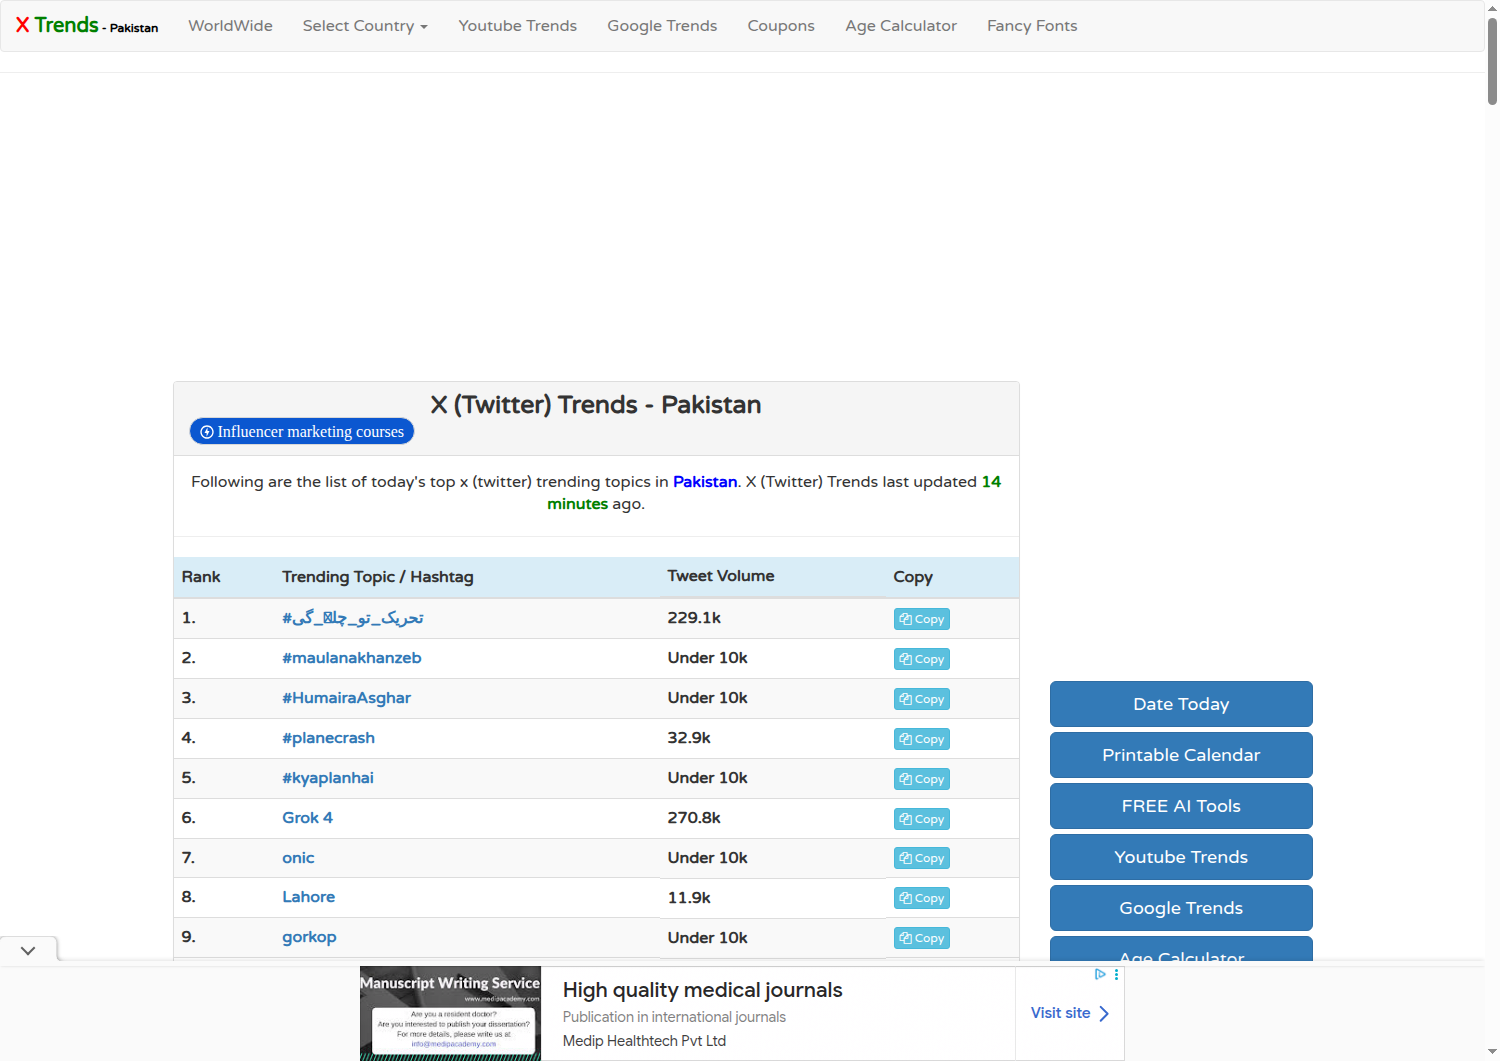 X Trends - Pakistan
WorldWide
Select Country
Youtube Trends
Google Trends
Coupons
Age Calculator
Fancy Fonts
X (Twitter) Trends - Pakistan
Influencer marketing courses
Following are the list of today's top x (twitter) trending topics in Pakistan. X (Twitter) Trends last updated 14
minutes ago.
Rank Trending Topic / Hashtag Tweet Volume Copy
1. #تحریک_تو_چلے_گی 229.1k Copy
2. #maulanakhanzeb Under 10k Copy
3. #HumairaAsghar Under 10k Copy
4. #planecrash 32.9k Copy
5. #kyaplanhai Under 10k Copy
6. Grok 4 270.8k Copy
7. onic Under 10k Copy
8. Lahore 11.9k Copy
9. gorkop Under 10k Copy
Date Today
Printable Calendar
FREE AI Tools
Youtube Trends
Google Trends
Age Calculator
Manuscript Writing Service
www.medipacademy.com
Are you a resident doctor?
Are you interested to publish your dissertation?
For more details, please write us at
info@medipacademy.com
High quality medical journals
Publication in international journals
Medip Healthtech Pvt Ltd
Visit site